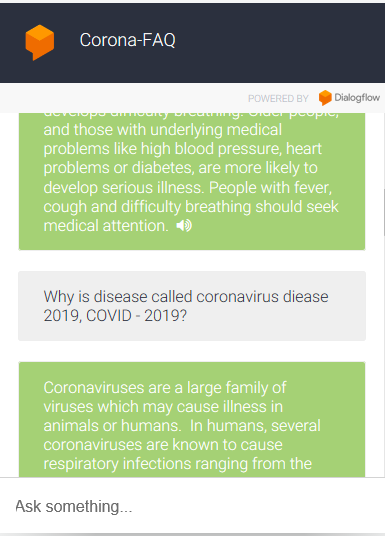 Corona-FAQ
POWERED BY Dialogflow
develops difficulty breathing. Older people,
and those with underlying medical
problems like high blood pressure, heart
problems or diabetes, are more likely to
develop serious illness. People with fever,
cough and difficulty breathing should seek
medical attention.
Why is disease called coronavirus diease
2019, COVID - 2019?
Coronaviruses are a large family of
viruses which may cause illness in
animals or humans. In humans, several
coronaviruses are known to cause
respiratory infections ranging from the
Ask something...